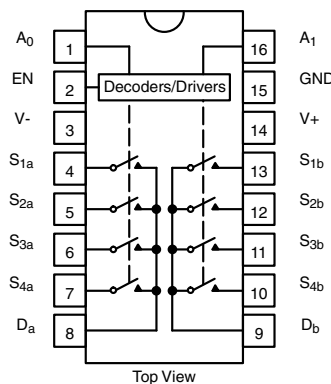 A0 1 16 A1
EN 2 Decoders/Drivers 15 GND
V- 3 14 V+
S1a 4 13 S1b
S2a 5 12 S2b
S3a 6 11 S3b
S4a 7 10 S4b
Da 8 9 Db
Top View